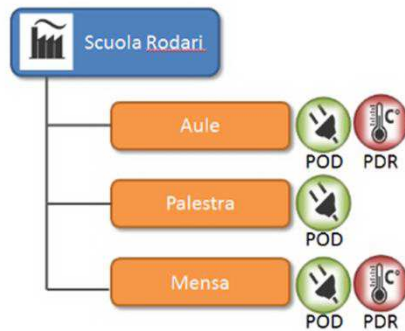 Scuola Rodari
Aule
C°
POD PDR
Palestra
POD
Mensa
C°
POD PDR